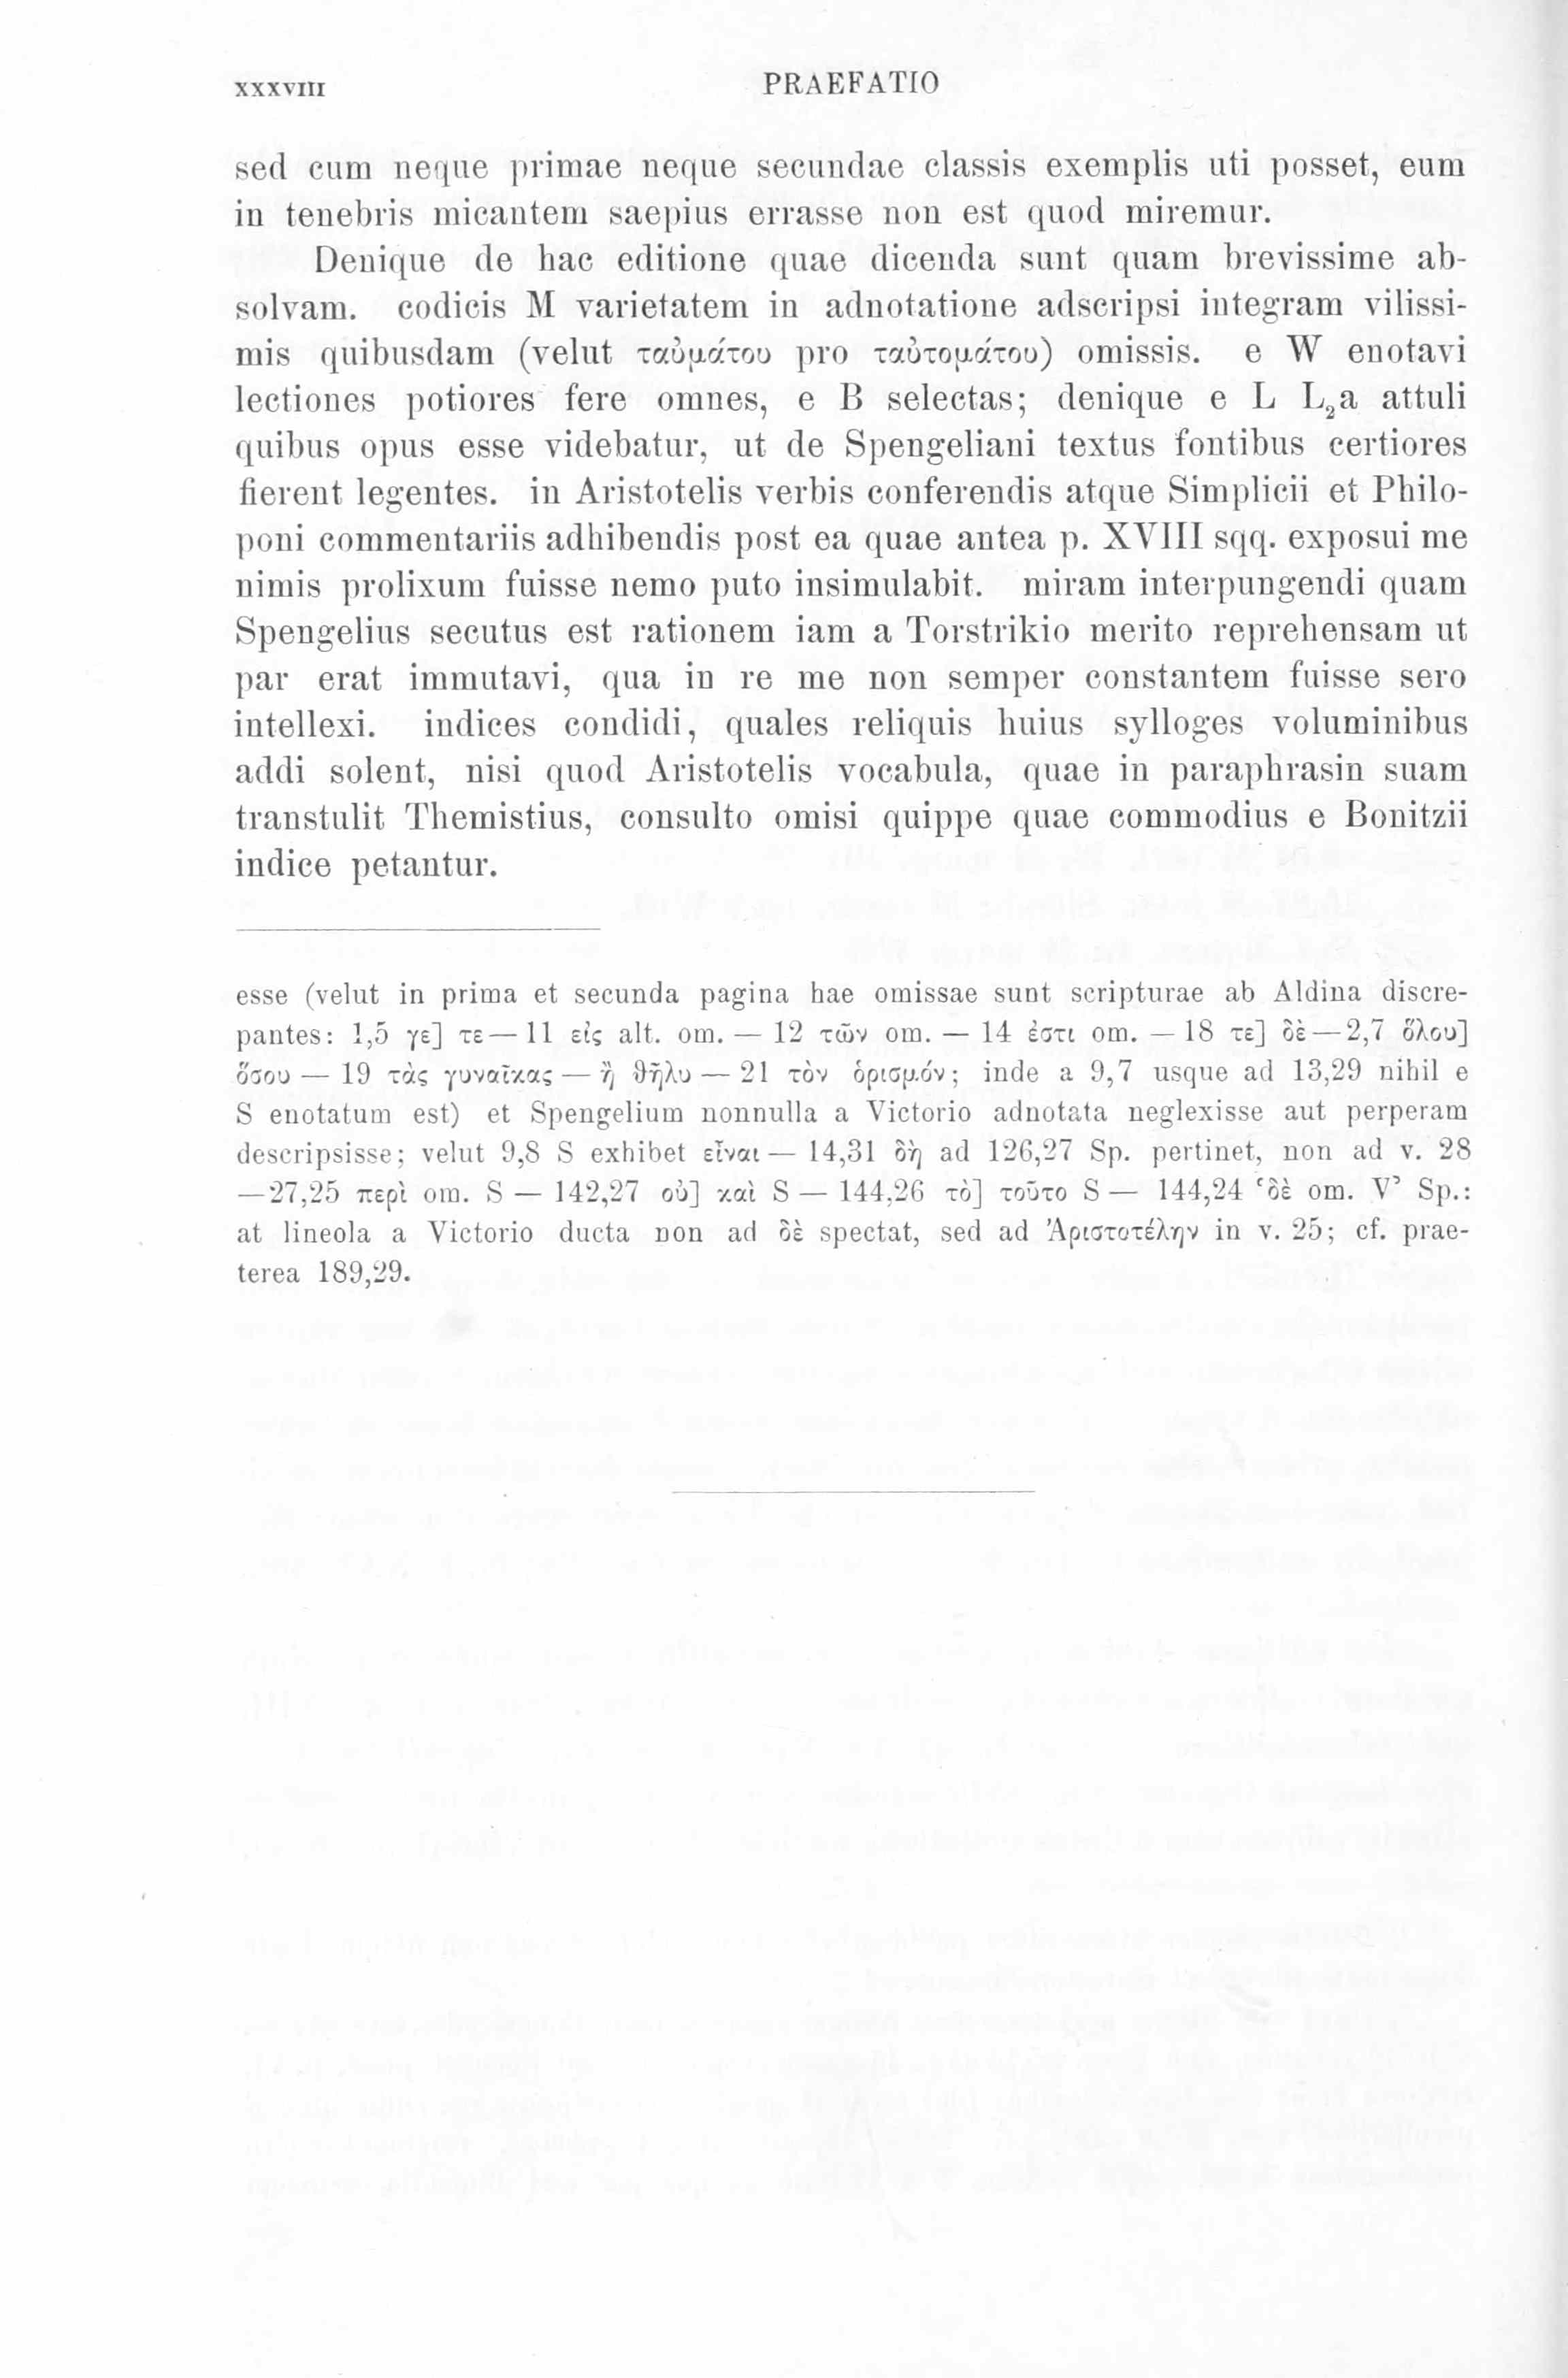 XXXVIII
PRAEFATIO
sed cum neque primae neque secundae classis exemplis uti posset, eum
in tenebris micantem saepius errasse non est quod miremur.
Denique de hac editione quae dicenda sunt quam brevissime ab-
solvam. codicis M varietatem in adnotatione adscripsi integram vilissi-
mis quibusdam (velut ταὐμάτου pro ταὐτομάτου) omissis. e W enotavi
lectiones potiores fere omnes, e B selectas; denique e L L₂a attuli
quibus opus esse videbatur, ut de Spengeliani textus fontibus certiores
fierent legentes. in Aristotelis verbis conferendis atque Simplicii et Philo-
poni commentariis adhibendis post ea quae antea p. XVIII sqq. exposui me
nimis prolixum fuisse nemo puto insimulabit. miram interpungendi quam
Spengelius secutus est rationem iam a Torstrikio merito reprehensam ut
par erat immutavi, qua in re me non semper constantem fuisse sero
intellexi. indices condidi, quales reliquis huius sylloges voluminibus
addi solent, nisi quod Aristotelis vocabula, quae in paraphrasin suam
transtulit Themistius, consulto omisi quippe quae commodius e Bonitzii
indice petantur.
esse (velut in prima et secunda pagina hae omissae sunt scripturae ab Aldina discre-
pantes: 1,5 γε] τε — 11 εἰς alt. om. — 12 τῶν om. — 14 ἐστι om. — 18 τε] δὲ — 2,7 ὅλου]
ὅσου — 19 τὰς γυναῖκας — ἢ θῆλυ — 21 τὸν ὁρισμόν; inde a 9,7 usque ad 13,29 nihil e
S enotatum est) et Spengelium nonnulla a Victorio adnotata neglexisse aut perperam
descripsisse; velut 9,8 S exhibet εἶναι — 14,31 δὴ ad 126,27 Sp. pertinet, non ad v. 28
— 27,25 περὶ om. S — 142,27 οὐ] καὶ S — 144,26 τὸ] τοῦτο S — 144,24 ‘δὲ om. V’ Sp.:
at lineola a Victorio ducta non ad δὲ spectat, sed ad Ἀριστοτέλην in v. 25; cf. prae-
terea 189,29.